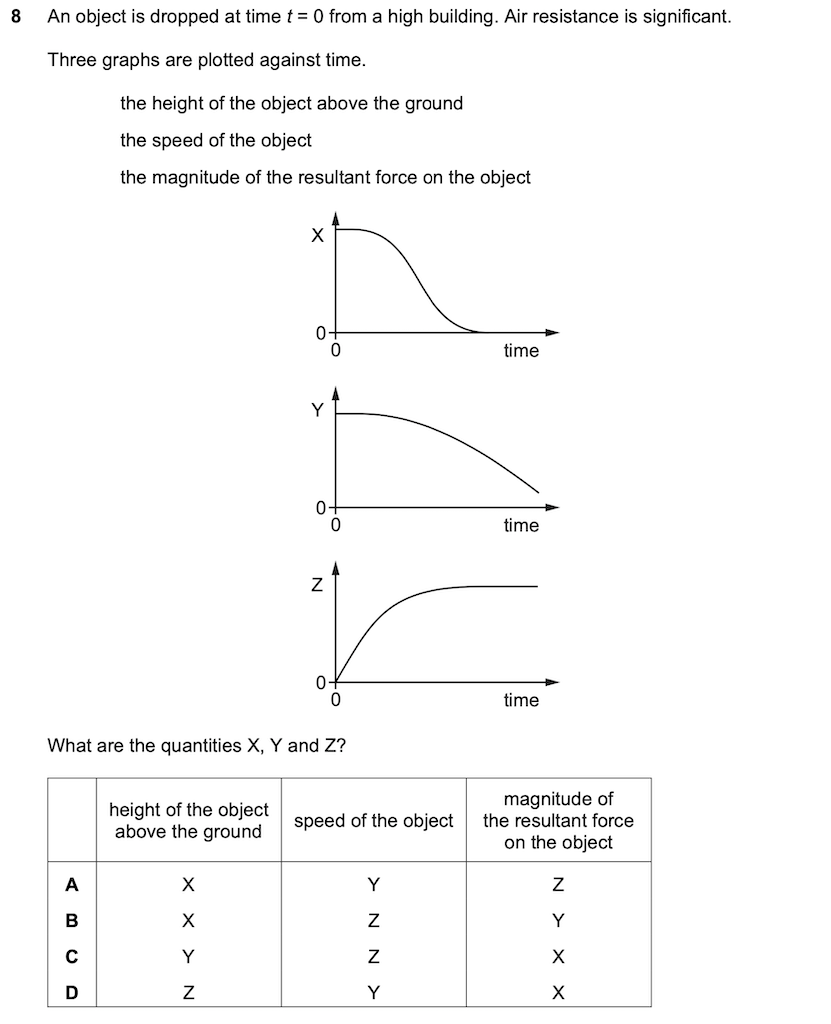 8 An object is dropped at time t = 0 from a high building. Air resistance is significant.
Three graphs are plotted against time.
the height of the object above the ground
the speed of the object
the magnitude of the resultant force on the object
X
0
0
time
Y
0
0
time
Z
0
0
time
What are the quantities X, Y and Z?
height of the object
above the ground
speed of the object
magnitude of
the resultant force
on the object
A X Y Z
B X Z Y
C Y Z X
D Z Y X